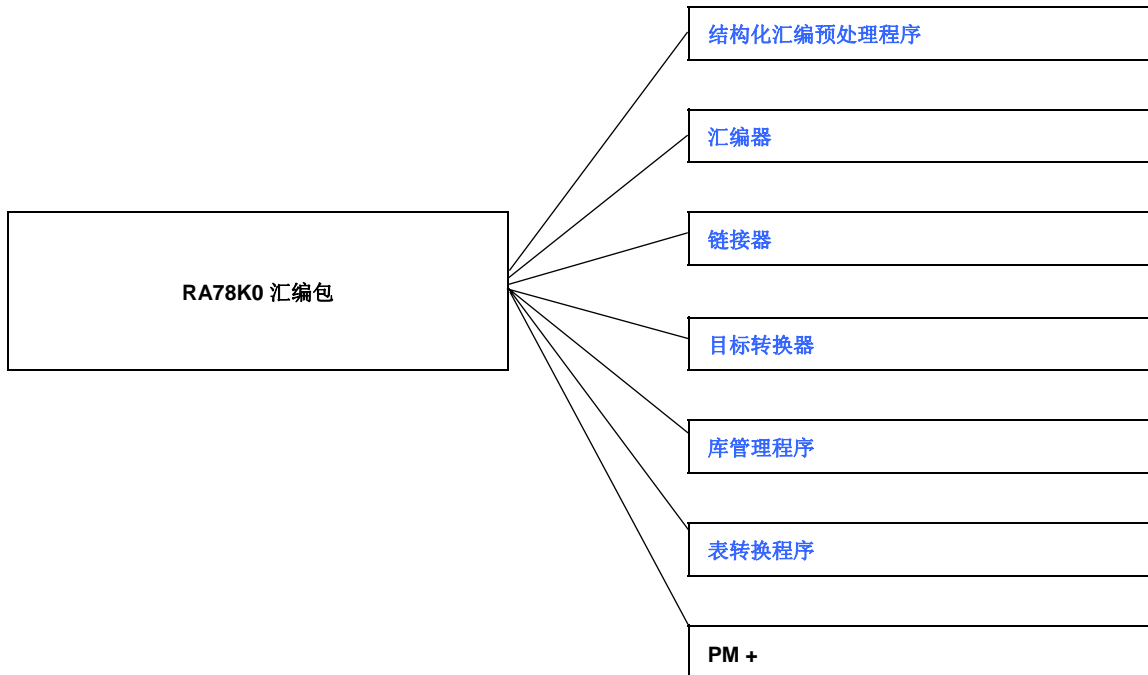 结构化汇编预处理程序
汇编器
链接器
RA78K0 汇编包
目标转换器
库管理程序
表转换程序
PM +